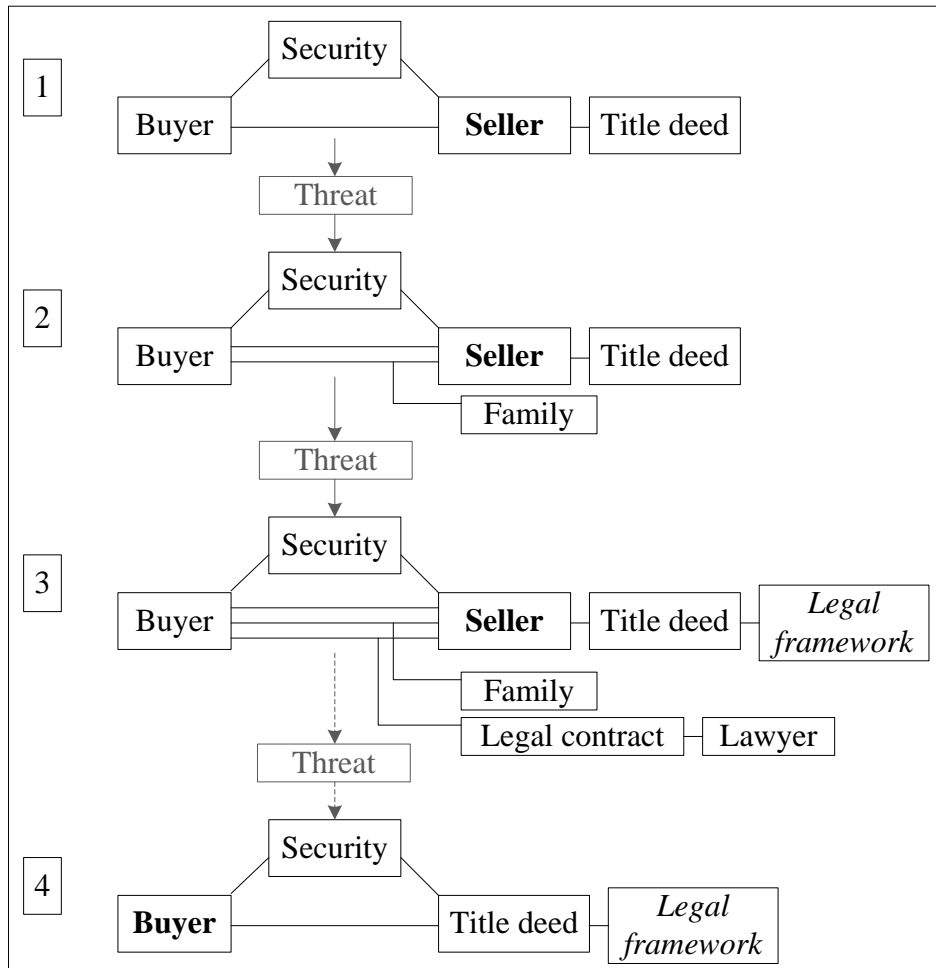 Security
1
Buyer
Seller
Title deed
Threat
Security
2
Buyer
Seller
Title deed
Family
Threat
Security
3
Buyer
Seller
Title deed
Legal
framework
Family
Legal contract
Lawyer
Threat
Security
4
Buyer
Title deed
Legal
framework